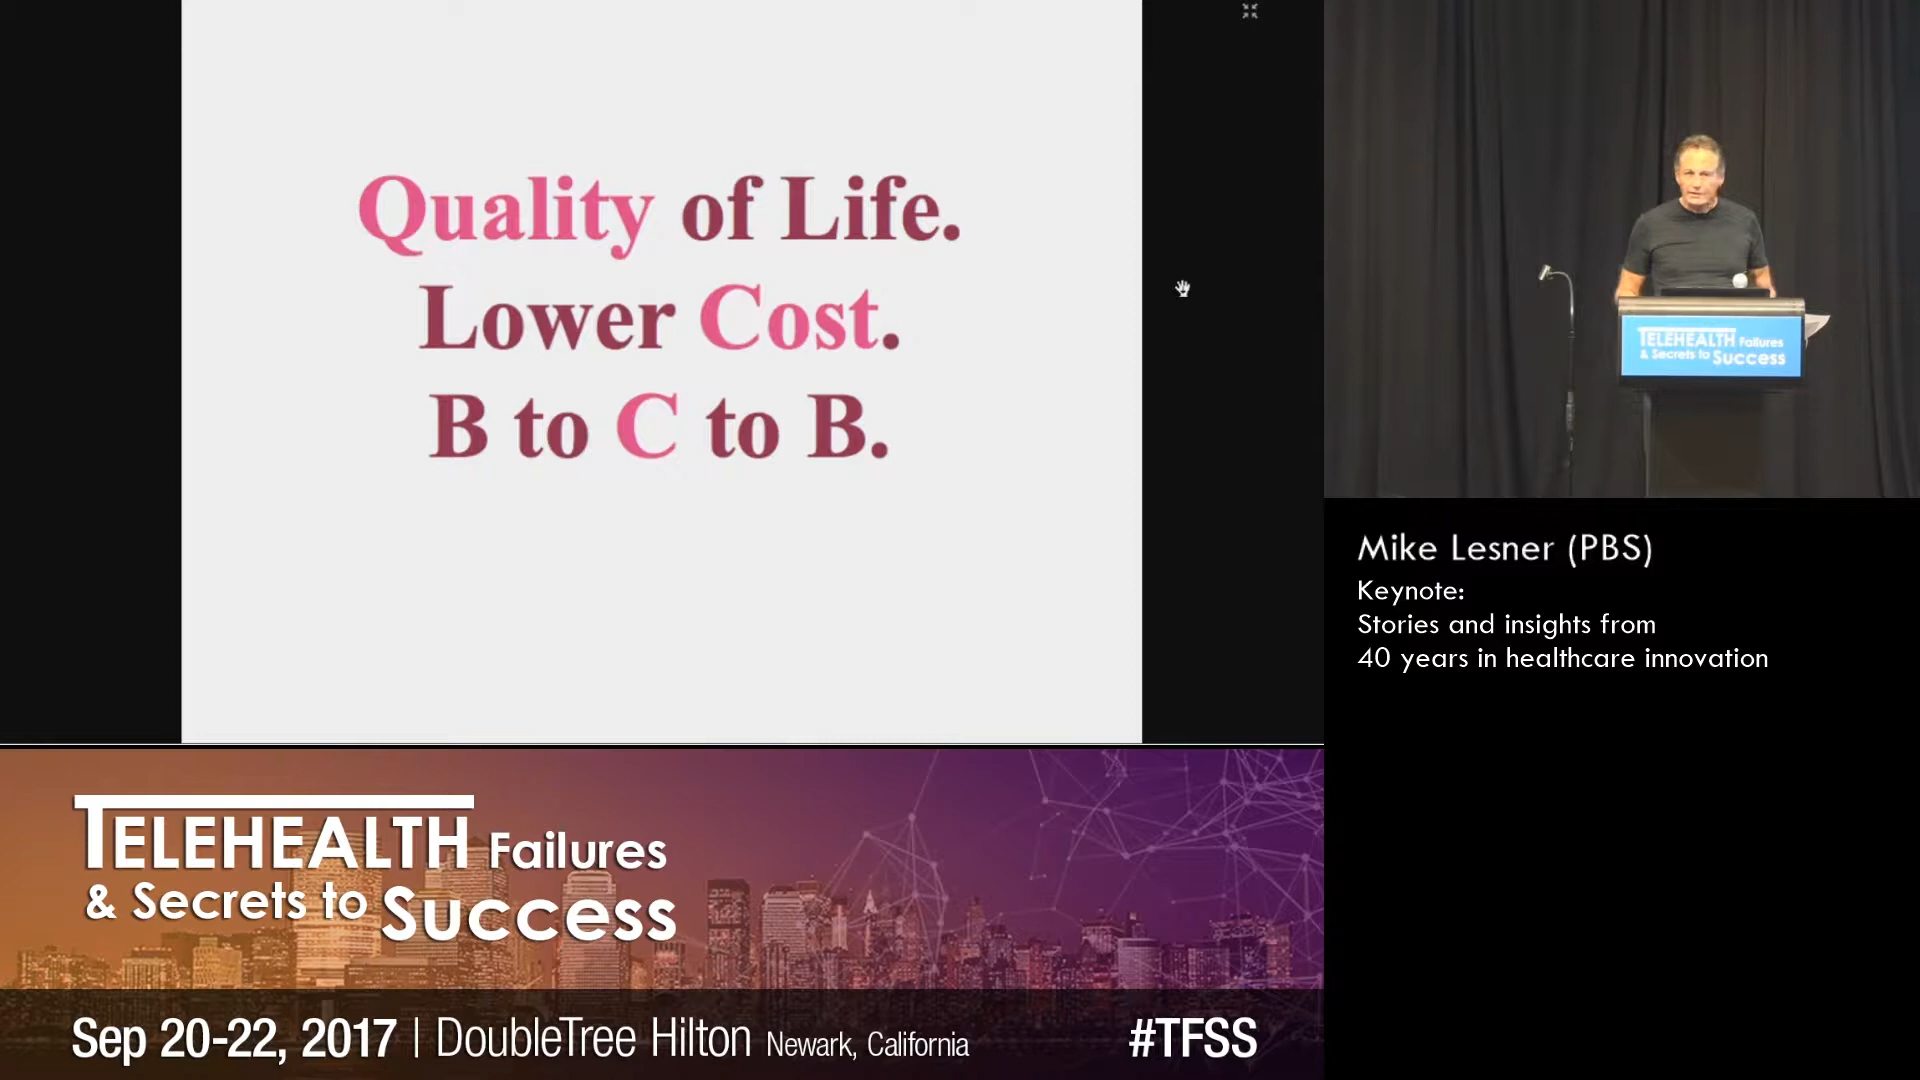 Quality of Life.
Lower Cost.
B to C to B.
TELEHEALTH Failures
& Secrets to Success
Mike Lesner (PBS)
Keynote:
Stories and insights from
40 years in healthcare innovation
TELEHEALTH Failures
& Secrets to Success
Sep 20-22, 2017 | DoubleTree Hilton Newark, California
#TFSS